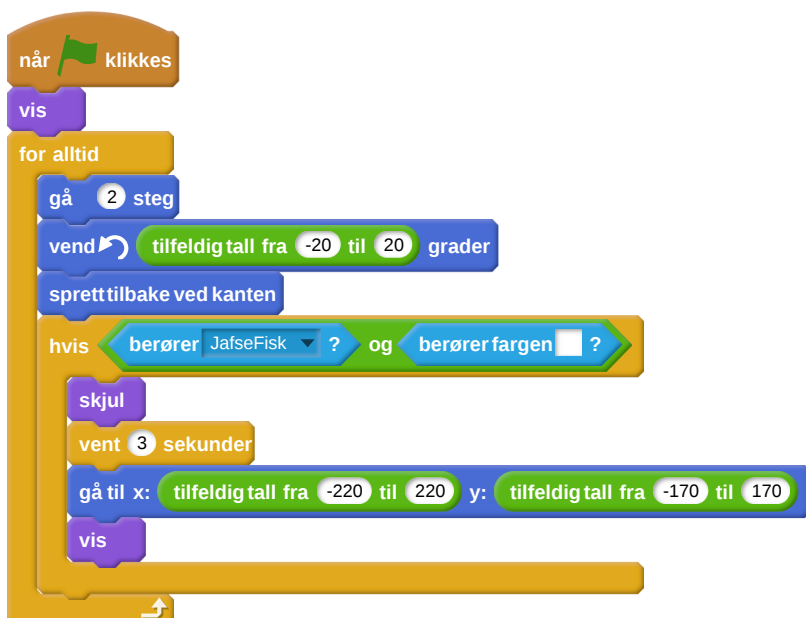 når klikkes
vis
for alltid
gå 2 steg
vend tilfeldig tall fra -20 til 20 grader
sprett tilbake ved kanten
hvis berører JafseFisk ? og berører fargen ?
skjul
vent 3 sekunder
gå til x: tilfeldig tall fra -220 til 220 y: tilfeldig tall fra -170 til 170
vis